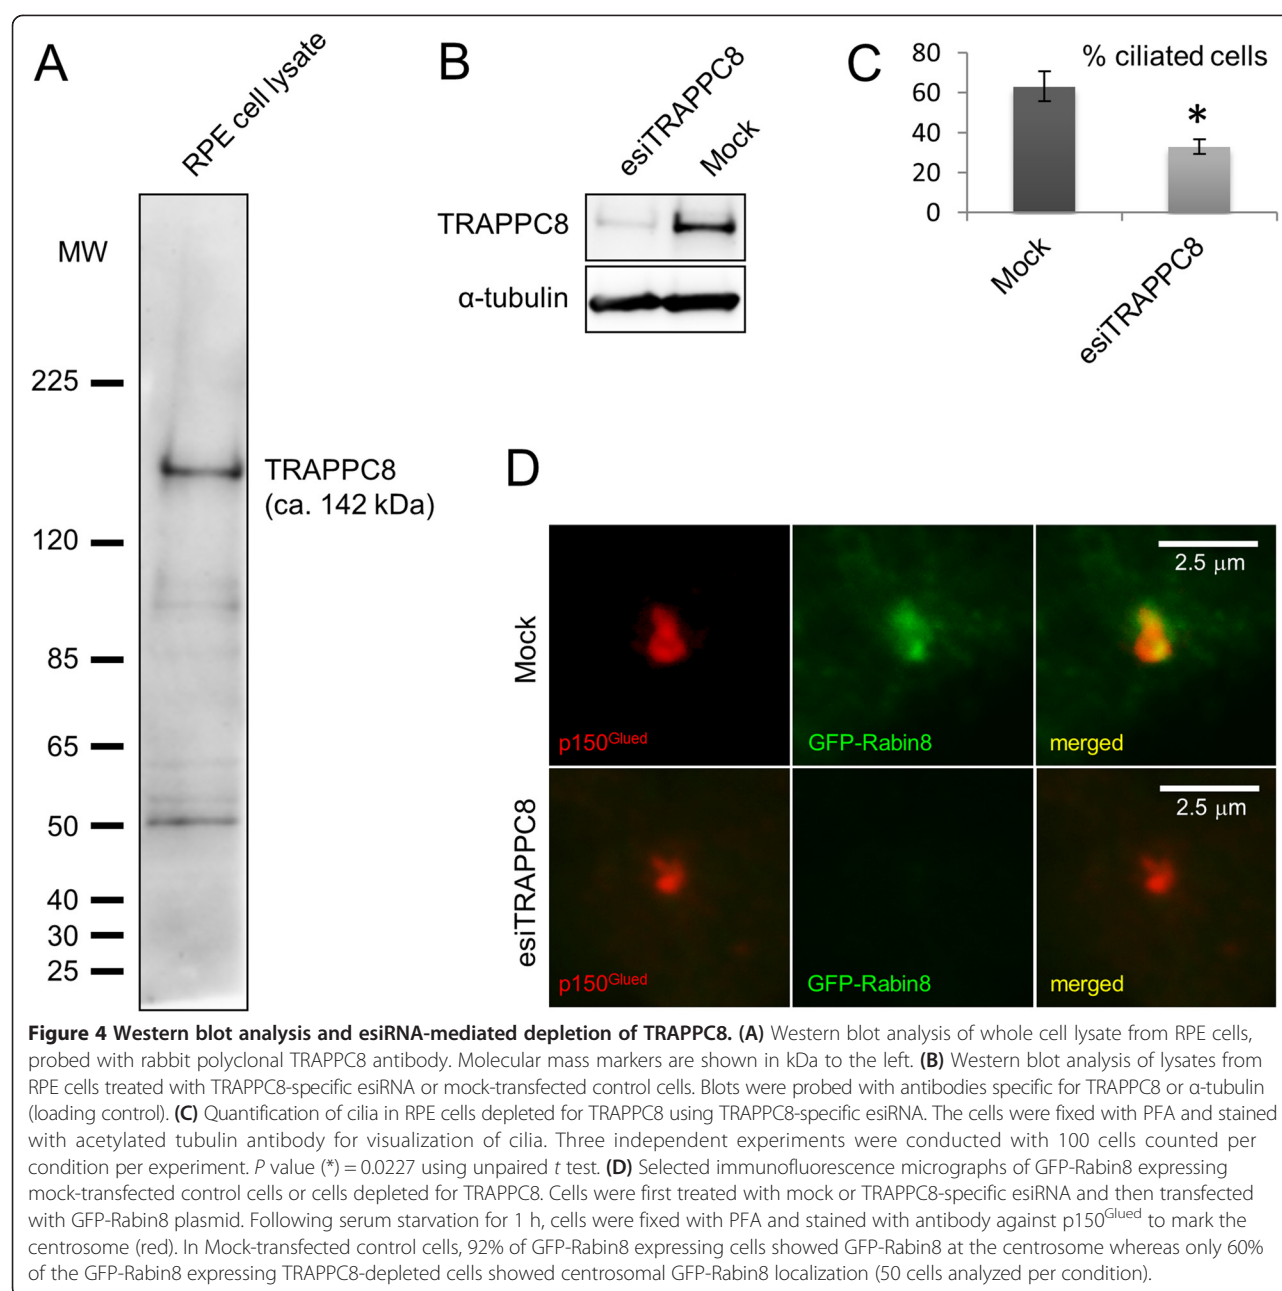 A
RPE cell lysate
MW
225
120
85
65
50
40
30
25
TRAPPC8
(ca. 142 kDa)
B
esiTRAPPC8
Mock
TRAPPC8
α-tubulin
C
% ciliated cells
80
60
40
20
0
*
Mock
esiTRAPPC8
D
Mock
p150Glued
GFP-Rabin8
2.5 μm
merged
esiTRAPPC8
p150Glued
GFP-Rabin8
2.5 μm
merged
Figure 4 Western blot analysis and esiRNA-mediated depletion of TRAPPC8. (A) Western blot analysis of whole cell lysate from RPE cells,
probed with rabbit polyclonal TRAPPC8 antibody. Molecular mass markers are shown in kDa to the left. (B) Western blot analysis of lysates from
RPE cells treated with TRAPPC8-specific esiRNA or mock-transfected control cells. Blots were probed with antibodies specific for TRAPPC8 or α-tubulin
(loading control). (C) Quantification of cilia in RPE cells depleted for TRAPPC8 using TRAPPC8-specific esiRNA. The cells were fixed with PFA and stained
with acetylated tubulin antibody for visualization of cilia. Three independent experiments were conducted with 100 cells counted per
condition per experiment. P value (*) = 0.0227 using unpaired t test. (D) Selected immunofluorescence micrographs of GFP-Rabin8 expressing
mock-transfected control cells or cells depleted for TRAPPC8. Cells were first treated with mock or TRAPPC8-specific esiRNA and then transfected
with GFP-Rabin8 plasmid. Following serum starvation for 1 h, cells were fixed with PFA and stained with antibody against p150Glued to mark the
centrosome (red). In Mock-transfected control cells, 92% of GFP-Rabin8 expressing cells showed GFP-Rabin8 at the centrosome whereas only 60%
of the GFP-Rabin8 expressing TRAPPC8-depleted cells showed centrosomal GFP-Rabin8 localization (50 cells analyzed per condition).